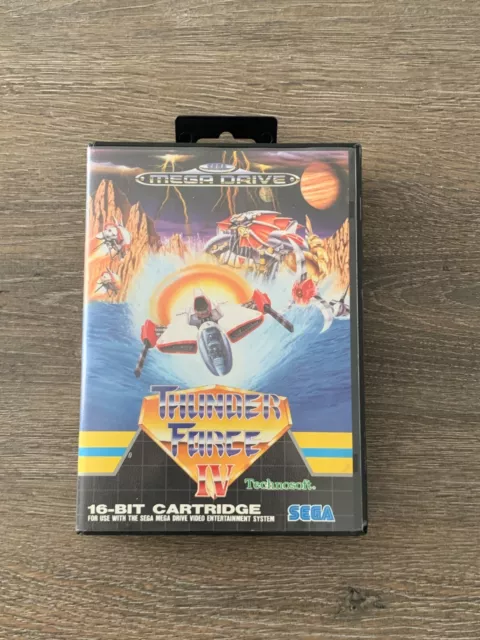 SEGA
MEGA DRIVE
THUNDER
FORCE
IV
Technosoft.
16-BIT CARTRIDGE
FOR USE WITH THE SEGA MEGA DRIVE VIDEO ENTERTAINMENT SYSTEM
SEGA